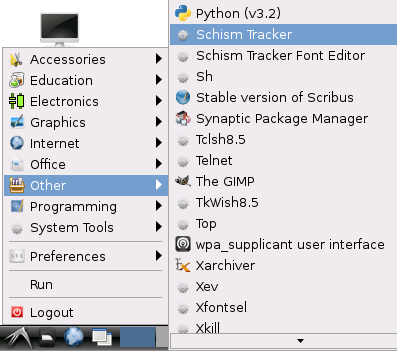 Accessories
Education
Electronics
Graphics
Internet
Office
Other
Programming
System Tools
Preferences
Run
Logout
Python (v3.2)
Schism Tracker
Schism Tracker Font Editor
Sh
Stable version of Scribus
Synaptic Package Manager
Tclsh8.5
Telnet
The GIMP
TkWish8.5
Top
wpa_supplicant user interface
Xarchiver
Xev
Xfontsel
Xkill